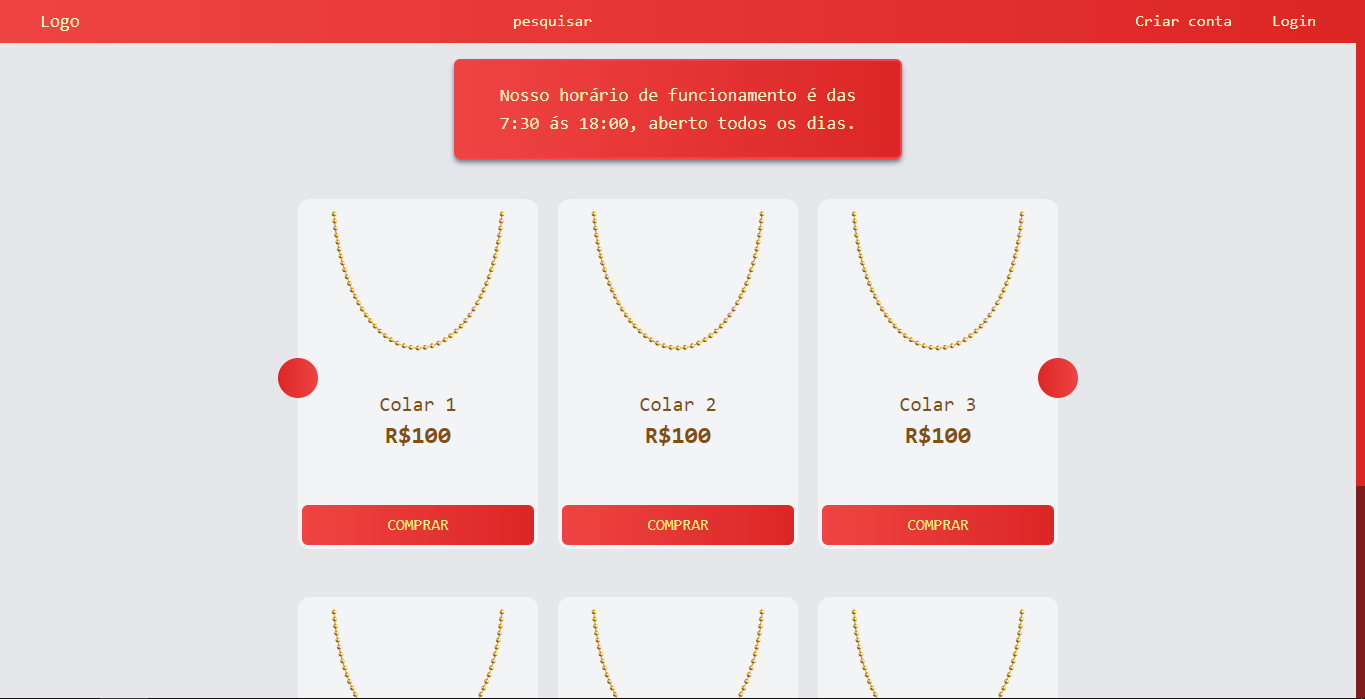 Logo
pesquisar
Criar conta
Login
Nosso horário de funcionamento é das
7:30 ás 18:00, aberto todos os dias.
Colar 1
R$100
COMPRAR
Colar 2
R$100
COMPRAR
Colar 3
R$100
COMPRAR